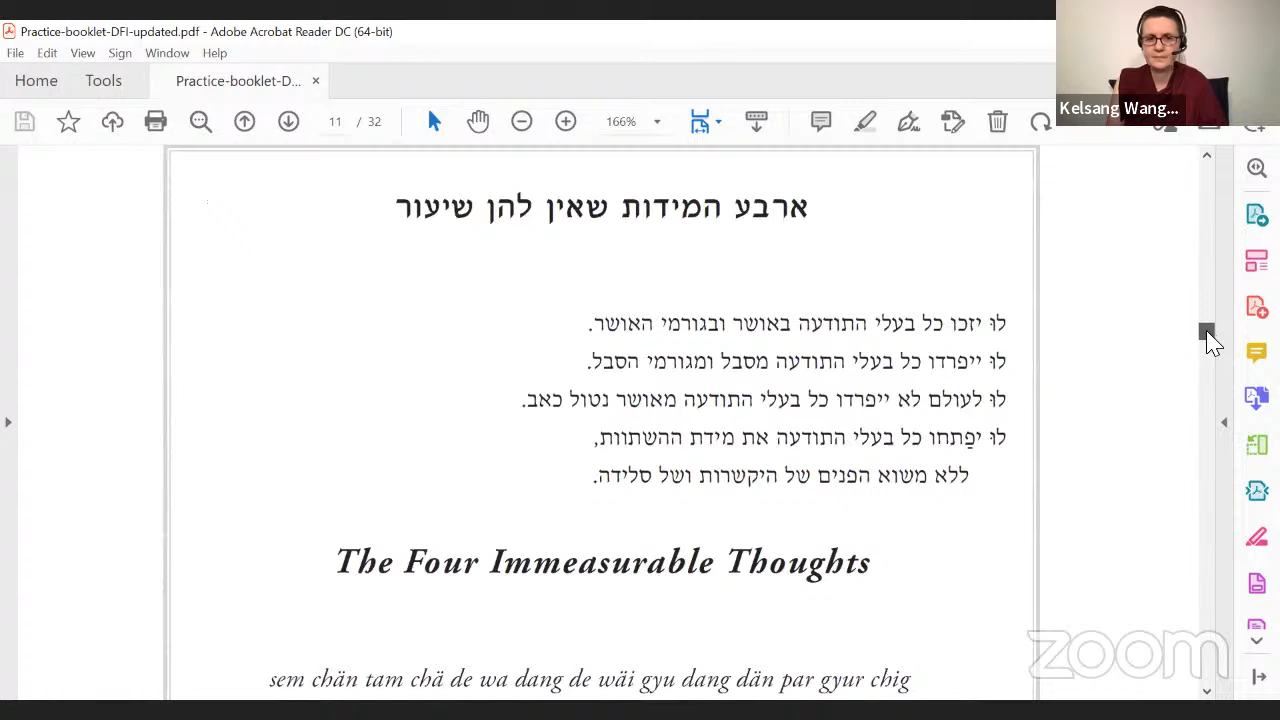 Practice-booklet-DFI-updated.pdf - Adobe Acrobat Reader DC (64-bit)
File Edit View Sign Window Help
Home Tools Practice-booklet-D... ×
11 / 32 166%
Kelsang Wang...
ארבע המידות שאין להן שיעור
לוּ יזכו כל בעלי התודעה באושר ובגורמי האושר.
לוּ ייפרדו כל בעלי התודעה מסבל ומגורמי הסבל.
לוּ לעולם לא ייפרדו כל בעלי התודעה מאושר נטול כאב.
לוּ יפַתחו כל בעלי התודעה את מידת ההשתוות,
ללא משוא הפנים של היקשרות ושל סלידה.
The Four Immeasurable Thoughts
sem chän tam chä de wa dang de wäi gyu dang dän par gyur chig
zoom